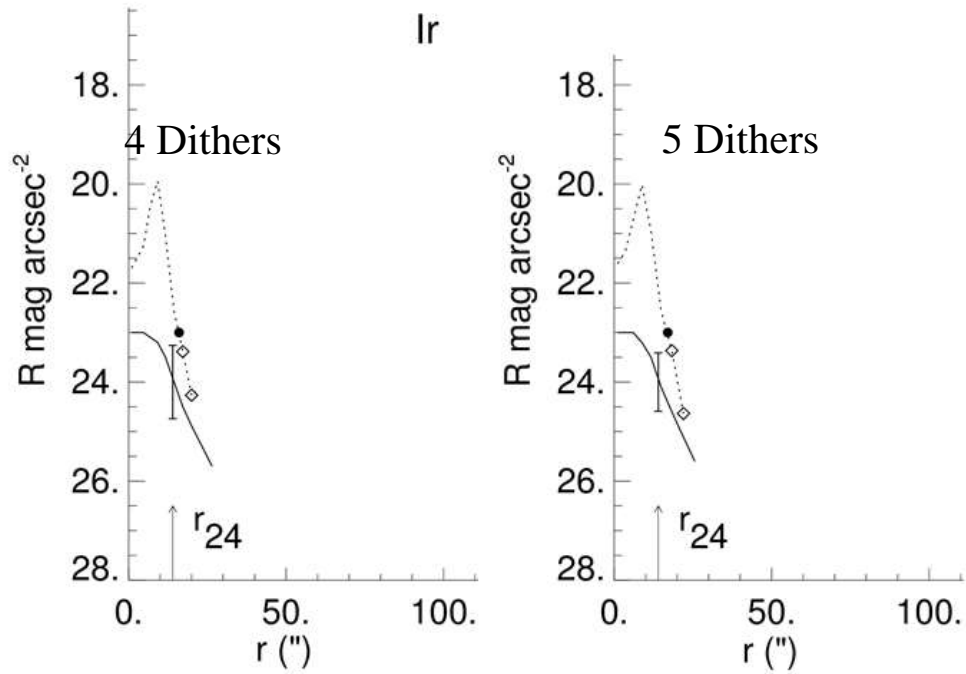 Ir
4 Dithers
R mag arcsec-2
18.
20.
22.
24.
26.
28.
r24
0.
50.
100.
r (")
5 Dithers
R mag arcsec-2
18.
20.
22.
24.
26.
28.
r24
0.
50.
100.
r (")